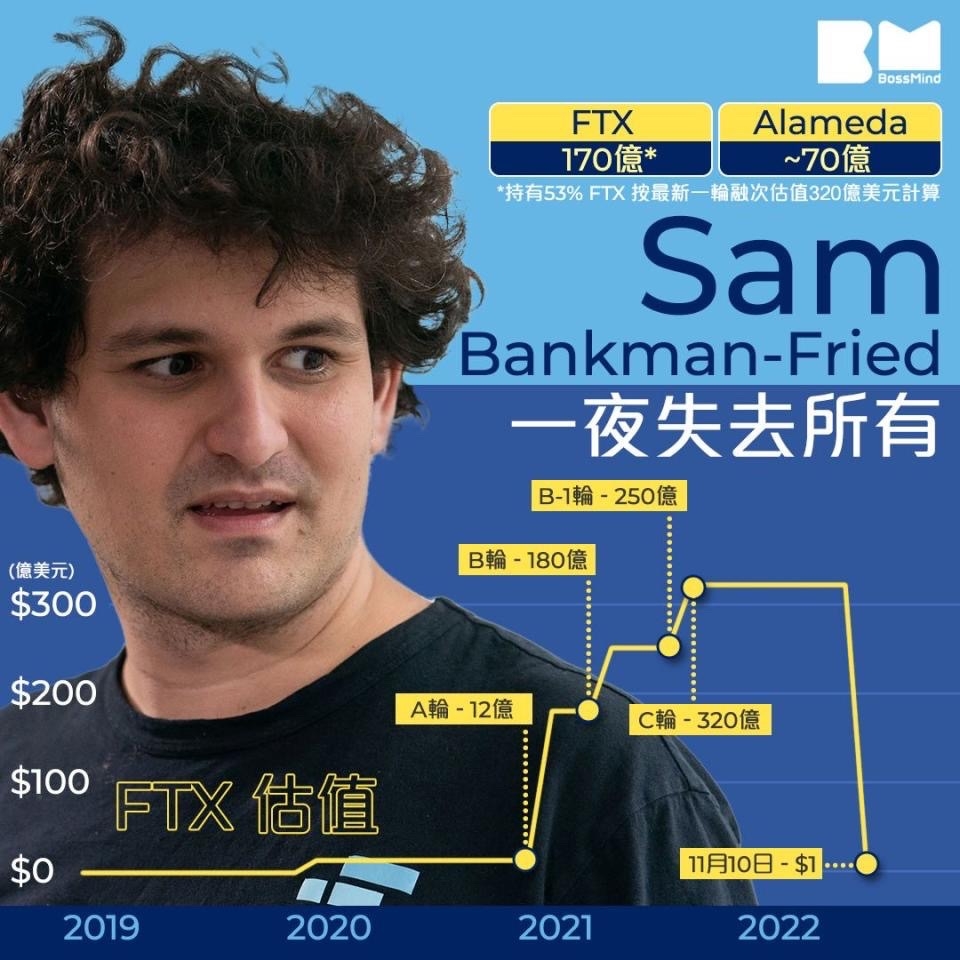 BM
BossMind
FTX
170億*
Alameda
~70億
*持有53% FTX 按最新一輪融次估值320億美元計算
Sam
Bankman-Fried
一夜失去所有
B-1輪 - 250億
B輪 - 180億
(億美元)
$300
$200
A輪 - 12億
C輪 - 320億
$100
FTX 估值
$0
11月10日 - $1
2019
2020
2021
2022